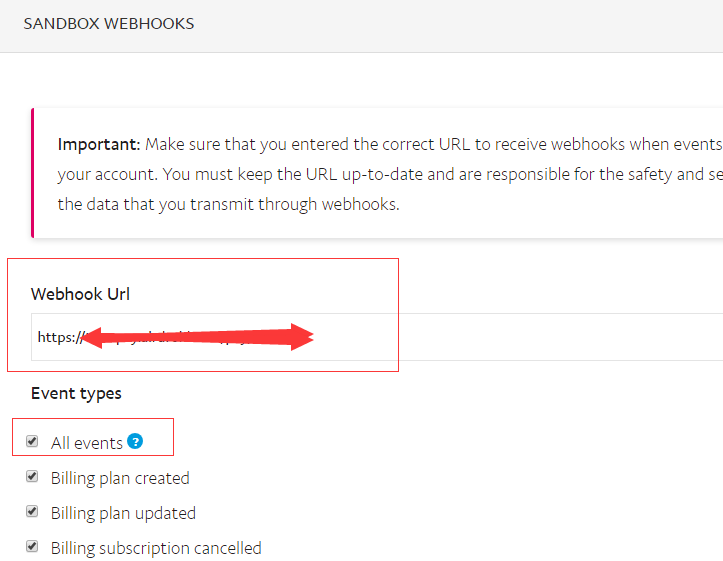 SANDBOX WEBHOOKS
Important: Make sure that you entered the correct URL to receive webhooks when events
your account. You must keep the URL up-to-date and are responsible for the safety and se
the data that you transmit through webhooks.
Webhook Url
https://
Event types
All events ?
Billing plan created
Billing plan updated
Billing subscription cancelled